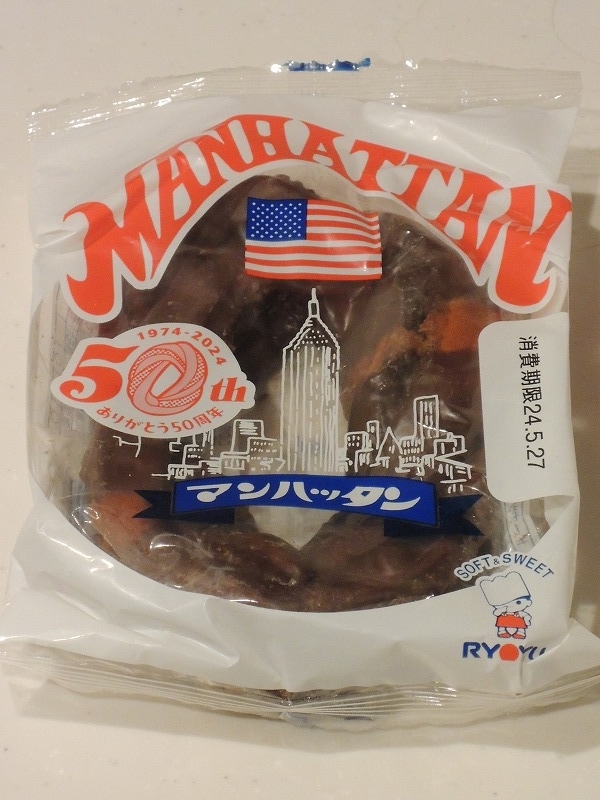 MANHATTAN
1974-2024
50th
ありがとう50周年
消費期限24.5.27
マンハッタン
SOFT&SWEET
RYOYU